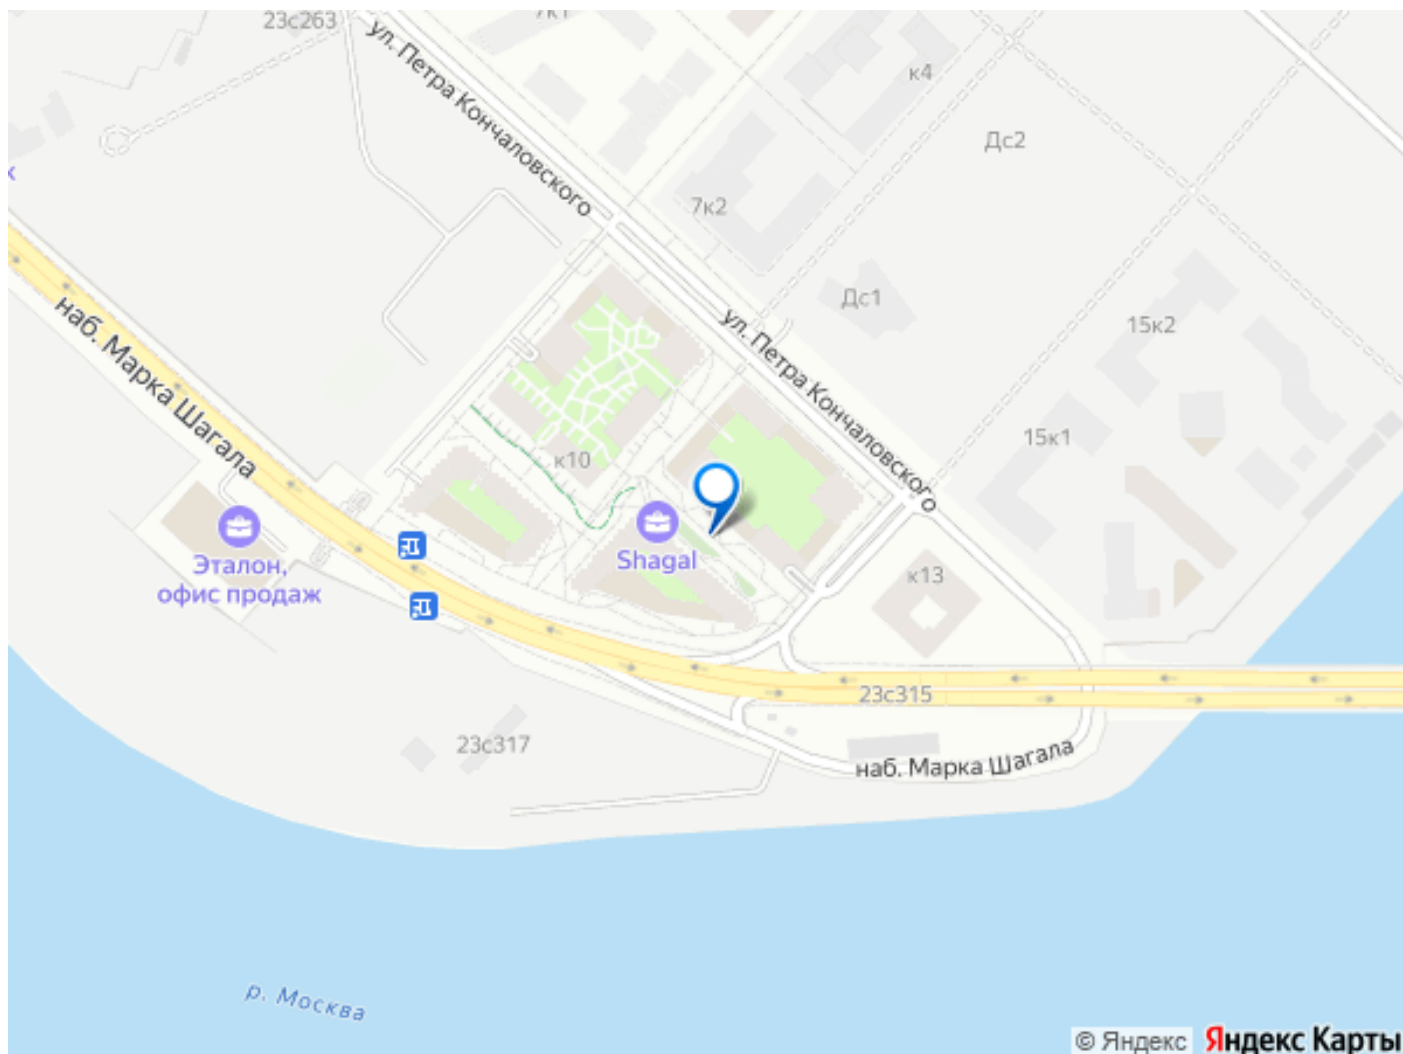 23с263
7к1
ул. Петра Кончаловского
к4
Дс2
к
7к2
Дс1
15к2
наб. Марка Шагала
ул. Петра Кончаловского
15к1
к10
Shagal
Эталон,
офис продаж
к13
23с315
23с317
наб. Марка Шагала
р. Москва
© Яндекс Яндекс Карты